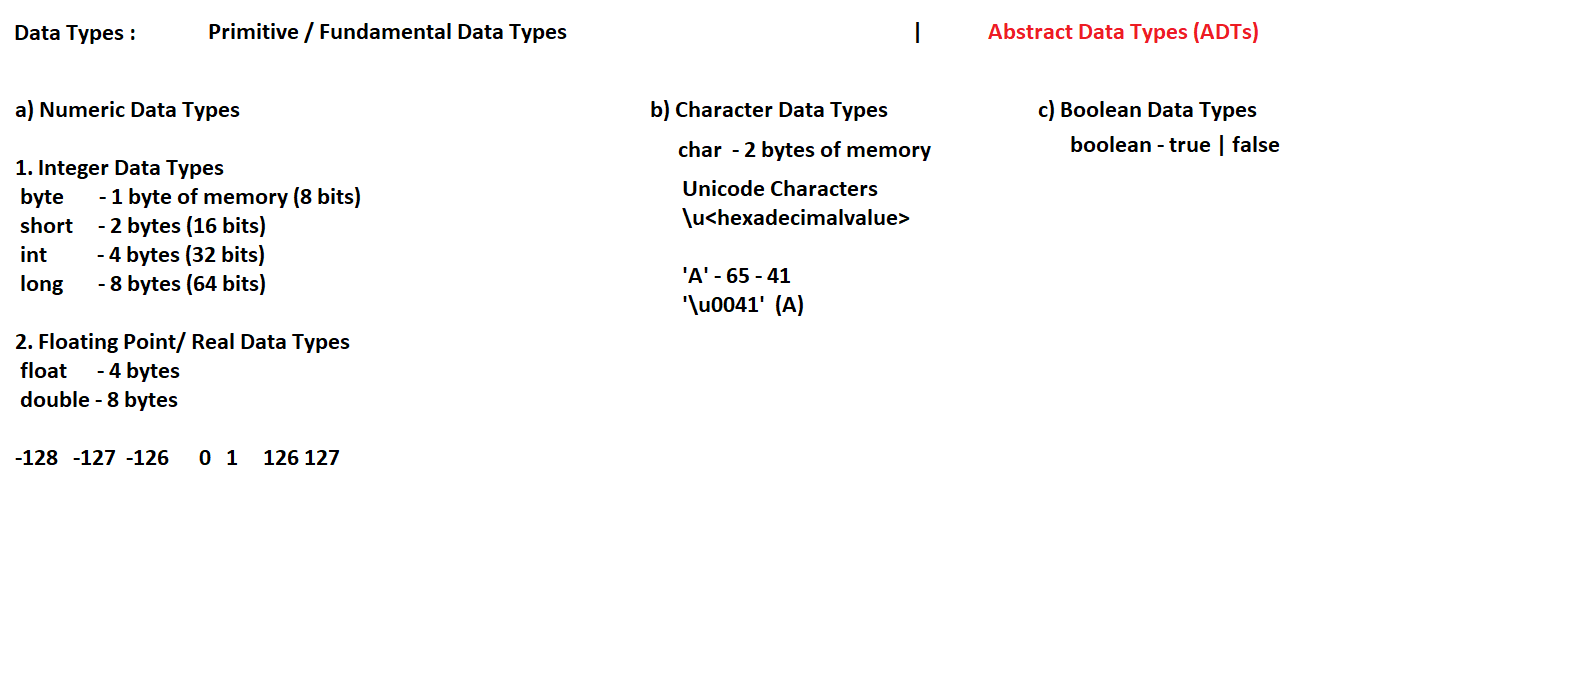 Data Types : Primitive / Fundamental Data Types | Abstract Data Types (ADTs)
a) Numeric Data Types
1. Integer Data Types
byte - 1 byte of memory (8 bits)
short - 2 bytes (16 bits)
int - 4 bytes (32 bits)
long - 8 bytes (64 bits)
2. Floating Point/ Real Data Types
float - 4 bytes
double - 8 bytes
-128 -127 -126 0 1 126 127
b) Character Data Types
char - 2 bytes of memory
Unicode Characters
\u<hexadecimalvalue>
'A' - 65 - 41
'\u0041' (A)
c) Boolean Data Types
boolean - true | false